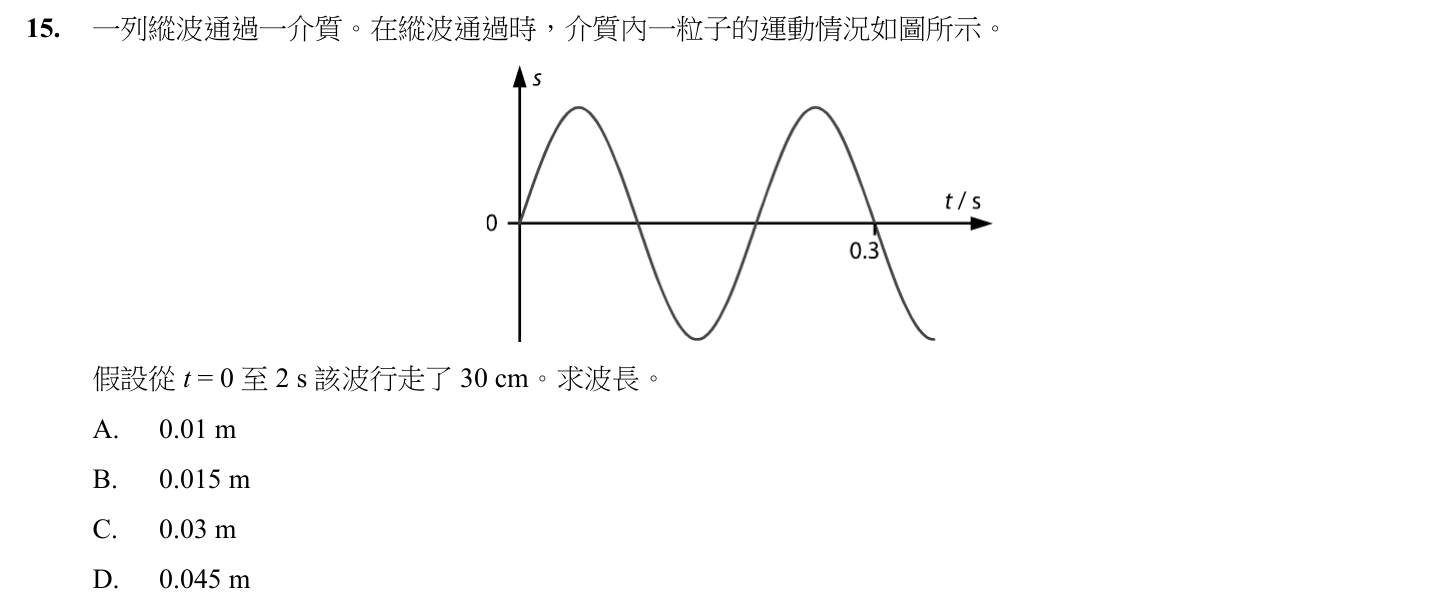 15. 一列縱波通過一介質。在縱波通過時，介質內一粒子的運動情況如圖所示。
s
t / s
0
0.3
假設從 t = 0 至 2 s 該波行走了 30 cm。求波長。
A. 0.01 m
B. 0.015 m
C. 0.03 m
D. 0.045 m